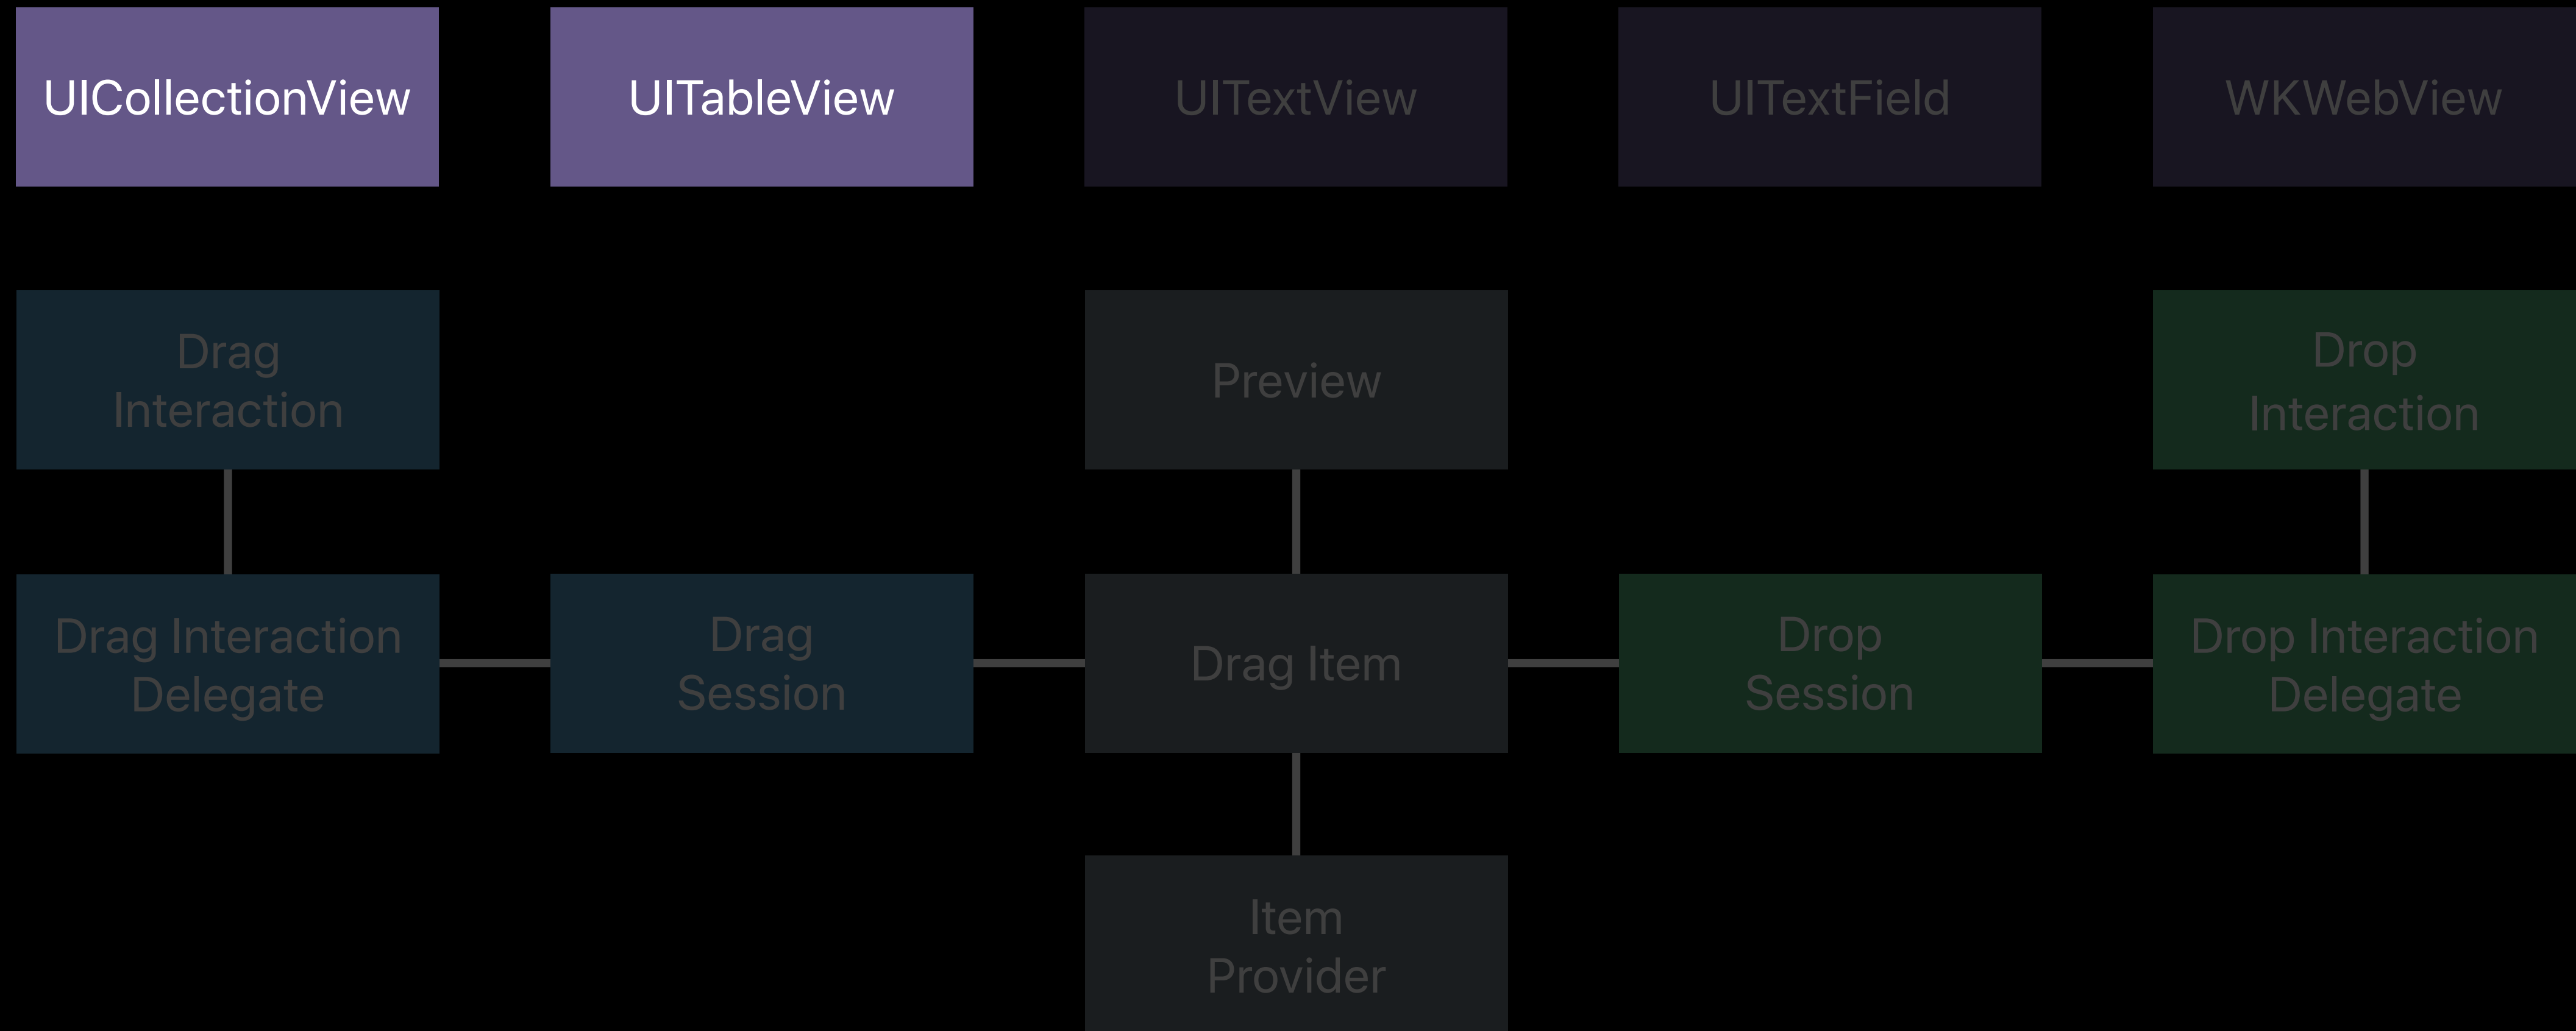 UICollectionView
UITableView
UITextView
UITextField
WKWebView
Drag
Interaction
Preview
Drop
Interaction
Drag Interaction
Delegate
Drag
Session
Drag Item
Drop
Session
Drop Interaction
Delegate
Item
Provider